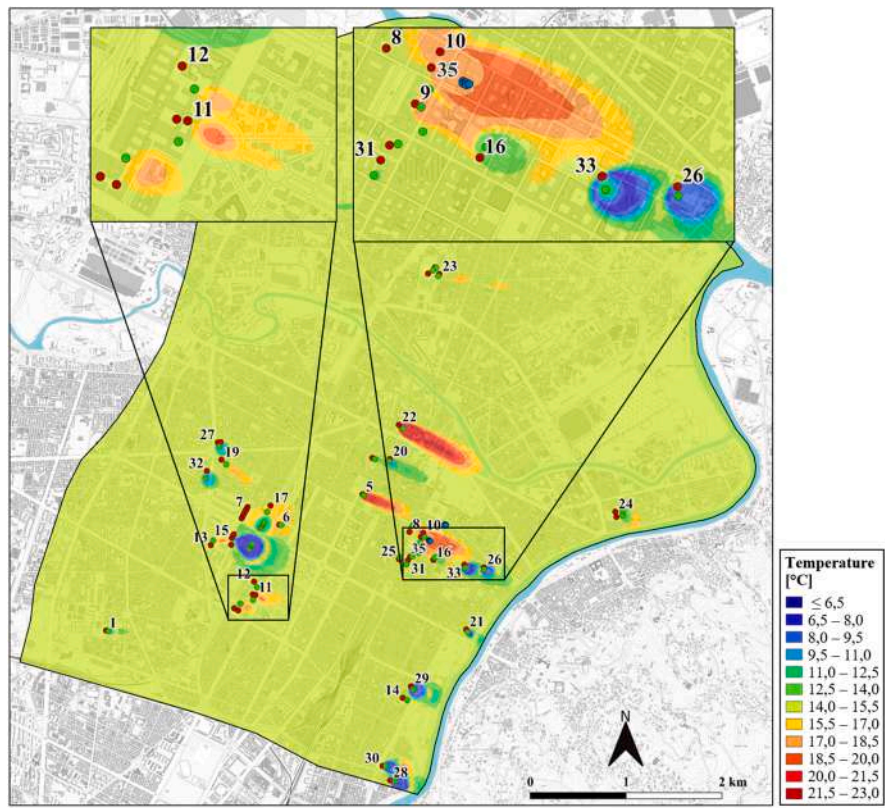 12
11
8
10
35
9
31
16
33
26
23
22
27
19
20
32
5
7
17
6
24
13
15
8
10
35
25
31
16
33
26
12
11
1
21
29
14
30
28
N
0 1 2 km
Temperature
[°C]
≤ 6,5
6,5 – 8,0
8,0 – 9,5
9,5 – 11,0
11,0 – 12,5
12,5 – 14,0
14,0 – 15,5
15,5 – 17,0
17,0 – 18,5
18,5 – 20,0
20,0 – 21,5
21,5 – 23,0